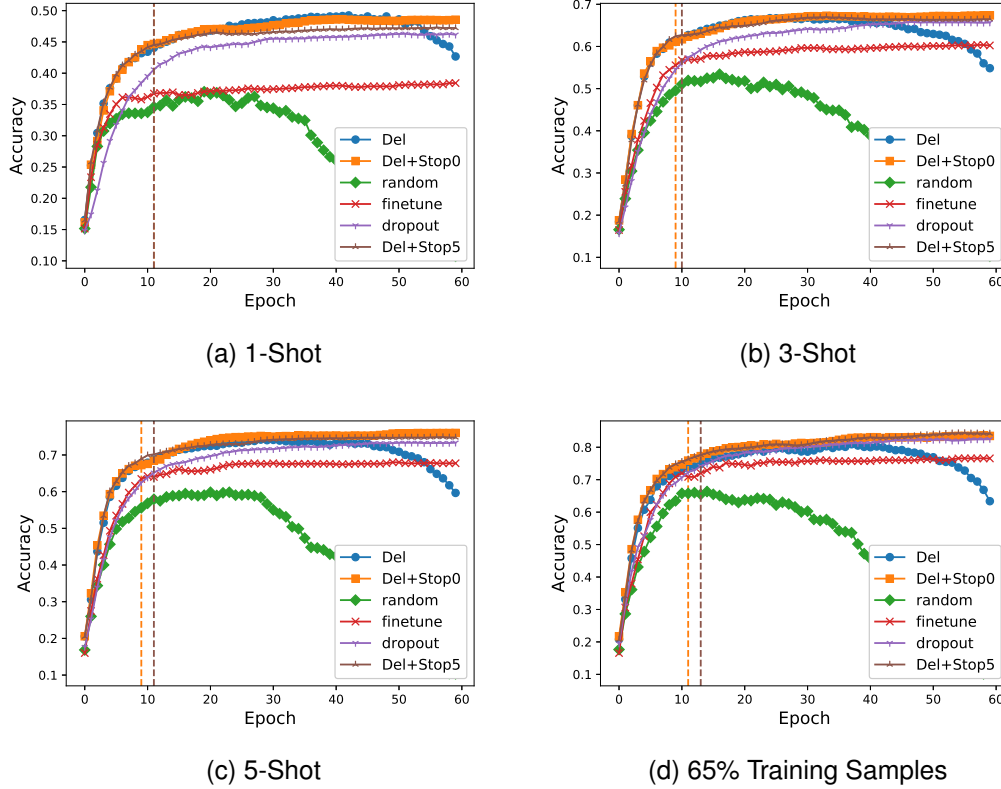 Accuracy
0.50
0.45
0.40
0.35
0.30
0.25
0.20
0.15
0.10
Del
Del+Stop0
random
finetune
dropout
Del+Stop5
0 10 20 30 40 50 60
Epoch
(a) 1-Shot
Accuracy
0.7
0.6
0.5
0.4
0.3
0.2
0.1
Del
Del+Stop0
random
finetune
dropout
Del+Stop5
0 10 20 30 40 50 60
Epoch
(b) 3-Shot
Accuracy
0.7
0.6
0.5
0.4
0.3
0.2
0.1
Del
Del+Stop0
random
finetune
dropout
Del+Stop5
0 10 20 30 40 50 60
Epoch
(c) 5-Shot
Accuracy
0.8
0.7
0.6
0.5
0.4
0.3
0.2
0.1
Del
Del+Stop0
random
finetune
dropout
Del+Stop5
0 10 20 30 40 50 60
Epoch
(d) 65% Training Samples